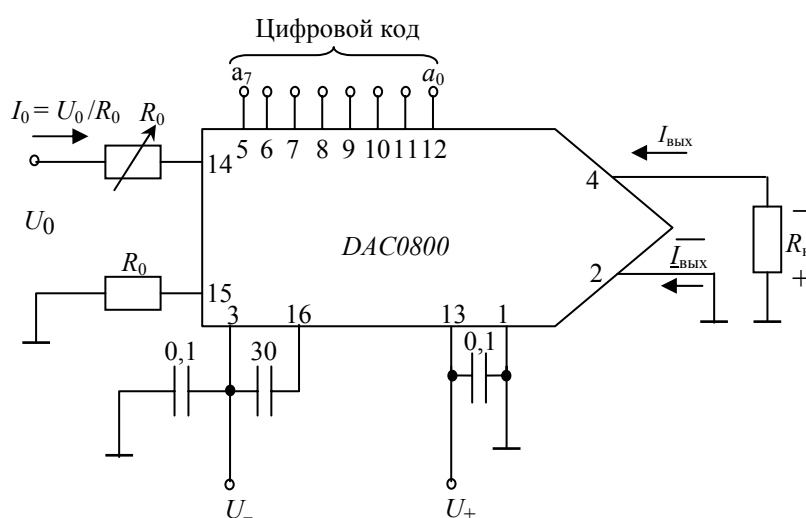 Цифровой код
a7 a0
I0 = U0/R0 R0
5 6 7 8 9 10 11 12
Iвых
14
4
U0
DAC0800
Rн
R0
2
Iвых
15
3 16 13 1
0,1 30 0,1
U− U+